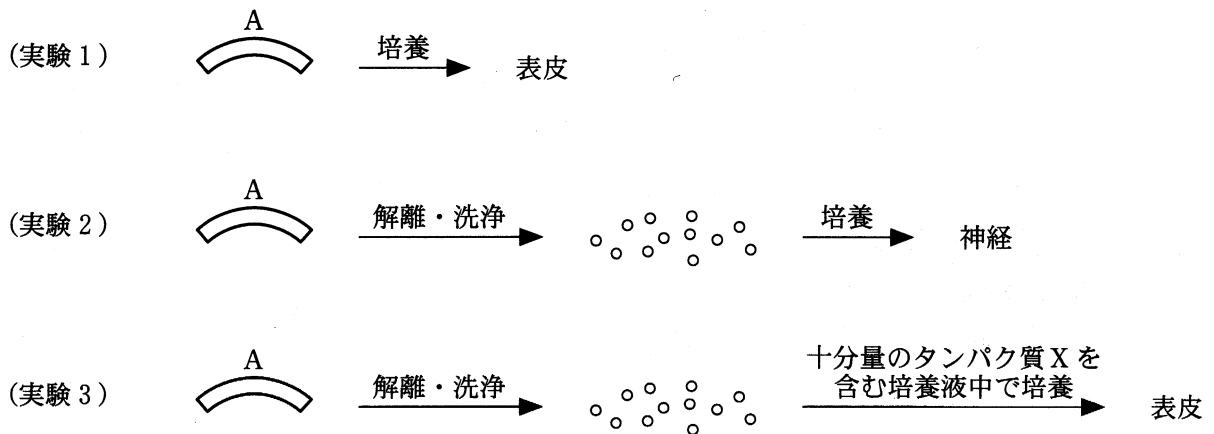 A
(実験1)
培養
表皮
A
(実験2)
解離・洗浄
培養
神経
A
(実験3)
解離・洗浄
十分量のタンパク質Xを
含む培養液中で培養
表皮